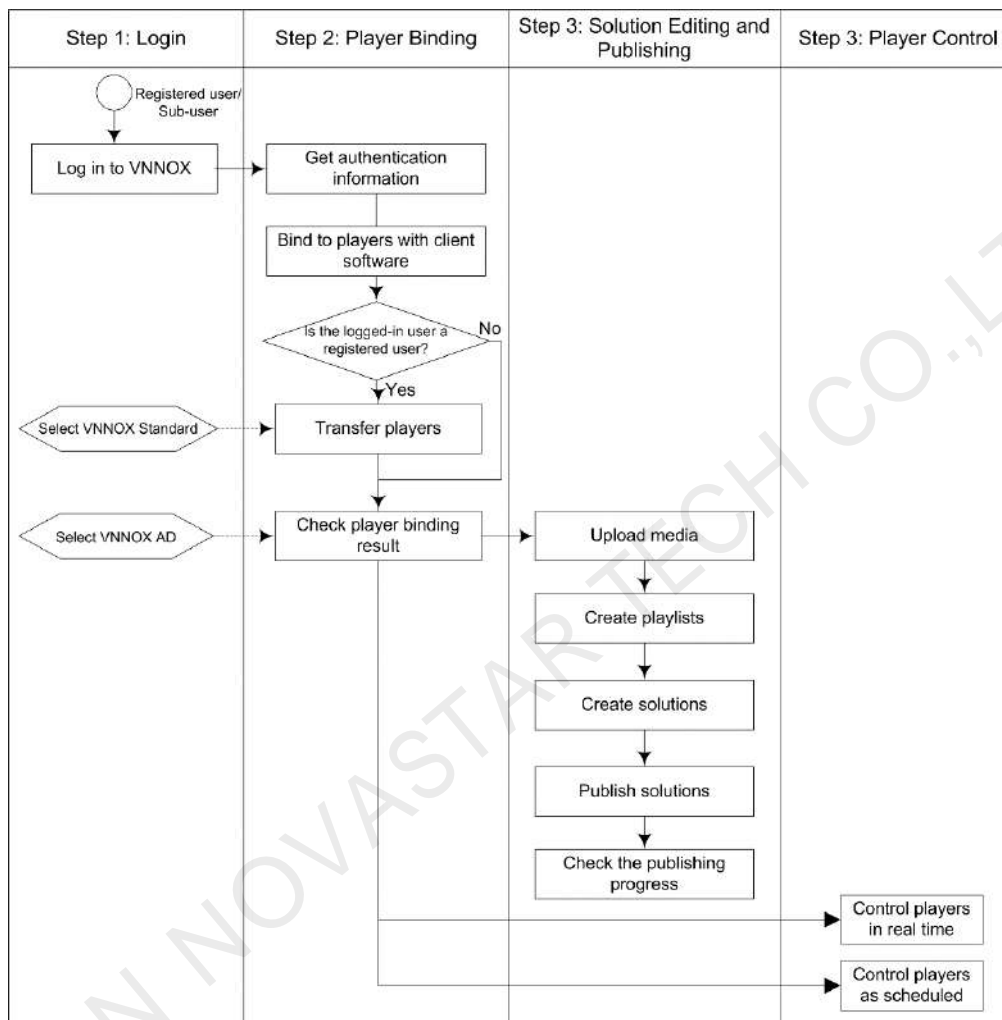 Step 1: Login
Step 2: Player Binding
Step 3: Solution Editing and
Publishing
Step 3: Player Control
Registered user/
Sub-user
Log in to VNNOX
Get authentication
information
Bind to players with client
software
Is the logged-in user a
registered user?
No
Yes
Select VNNOX Standard
Transfer players
Select VNNOX AD
Check player binding
result
Upload media
Create playlists
Create solutions
Publish solutions
Check the publishing
progress
Control players
in real time
Control players
as scheduled
NOVASTAR TECH CO.,